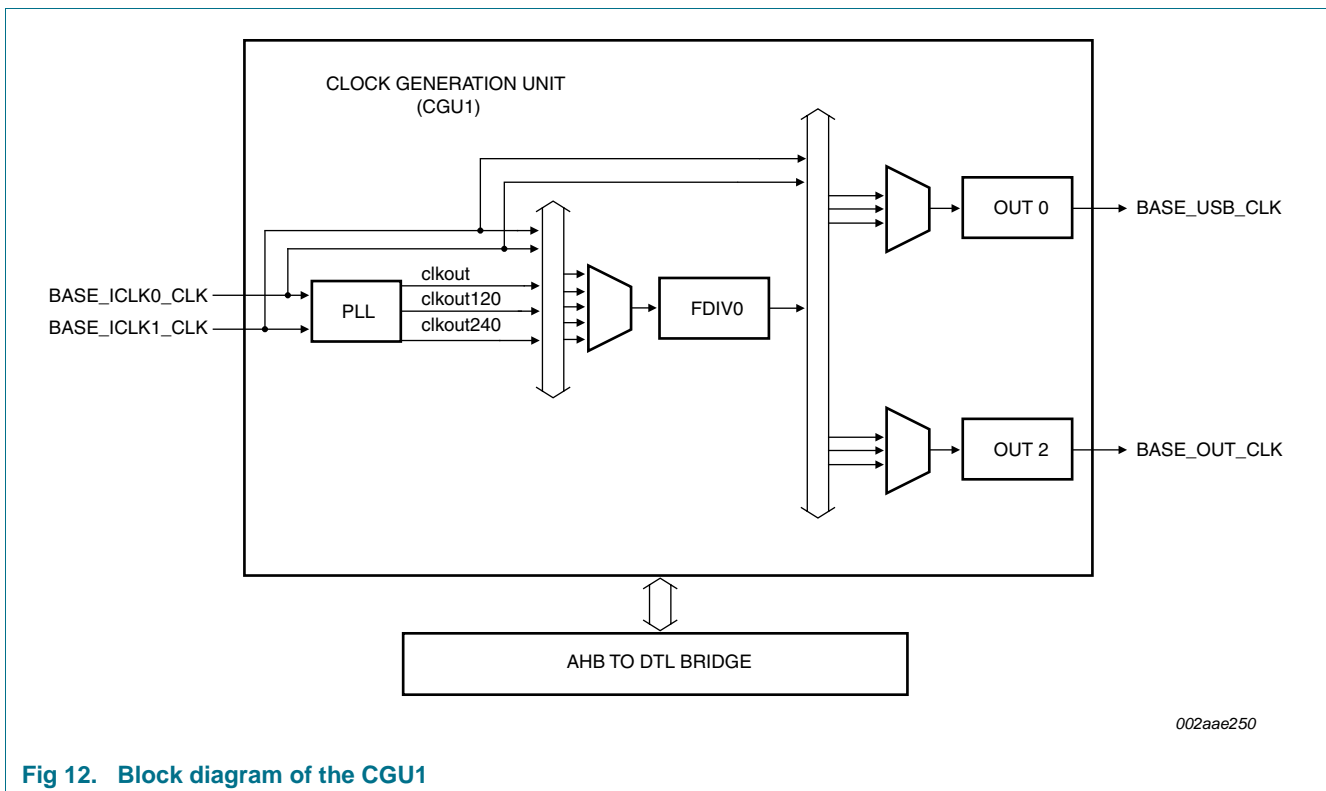 CLOCK GENERATION UNIT
(CGU1)
BASE_ICLK0_CLK
BASE_ICLK1_CLK
PLL
clkout
clkout120
clkout240
FDIV0
OUT 0
BASE_USB_CLK
OUT 2
BASE_OUT_CLK
AHB TO DTL BRIDGE
002aae250
Fig 12. Block diagram of the CGU1